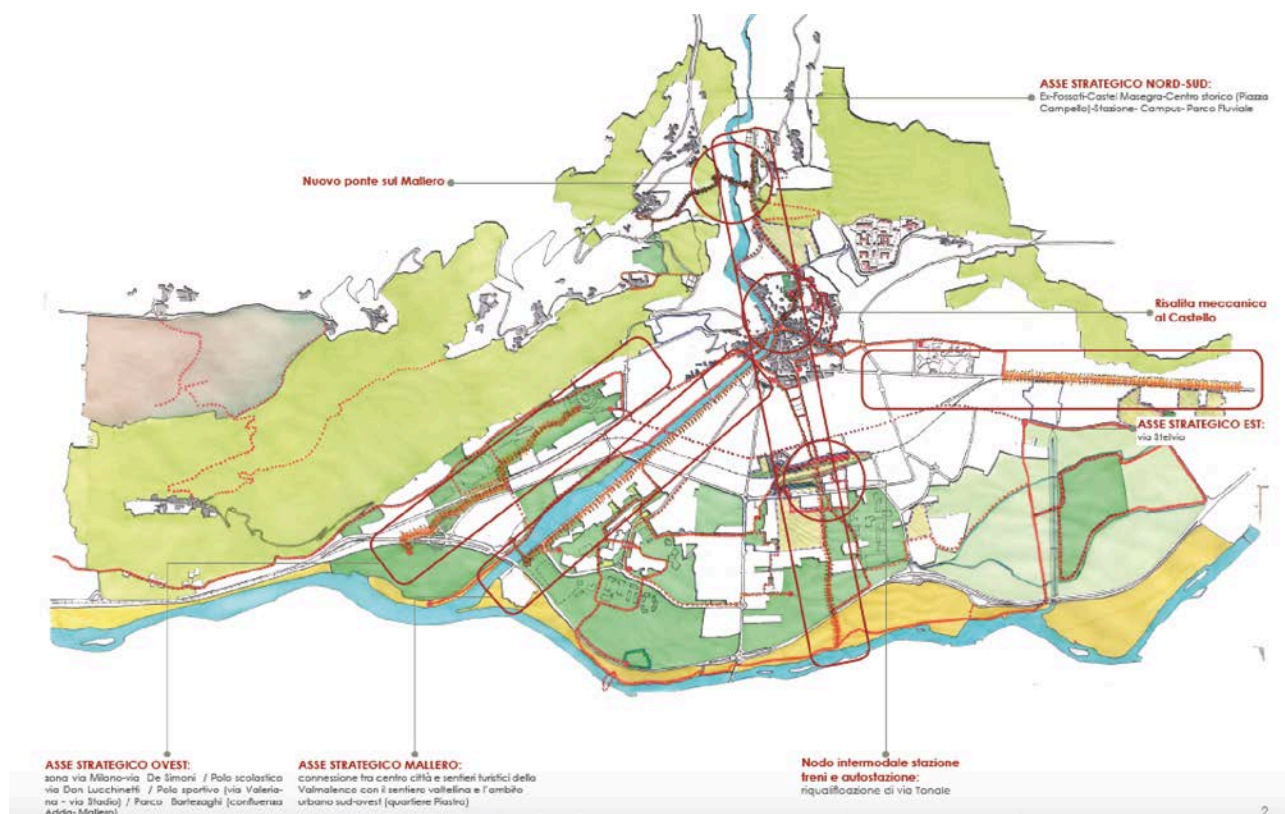 ASSE STRATEGICO NORD-SUD:
Ex-Fossati-Castel Masegra-Centro storico (Piazza
Campello)-Stazione- Campus- Parco Fluviale
Nuovo ponte sul Mallero
Risalita meccanica
al Castello
ASSE STRATEGICO EST:
via Stelvio
ASSE STRATEGICO OVEST:
zona via Milano-via De Simoni / Polo scolastico
via Don Lucchinetti / Polo sportivo (via Valeria-
na - via Stadio) / Parco Bartesaghi (confluenza
Adda- Mallero)
ASSE STRATEGICO MALLERO:
connessione tra centro città e sentieri turistici della
Valmalenco con il sentiero valtellina e l'ambito
urbano sud-ovest (quartiere Piastra)
Nodo intermodale stazione
treni e autostazione:
riqualificazione di via Tonale
2